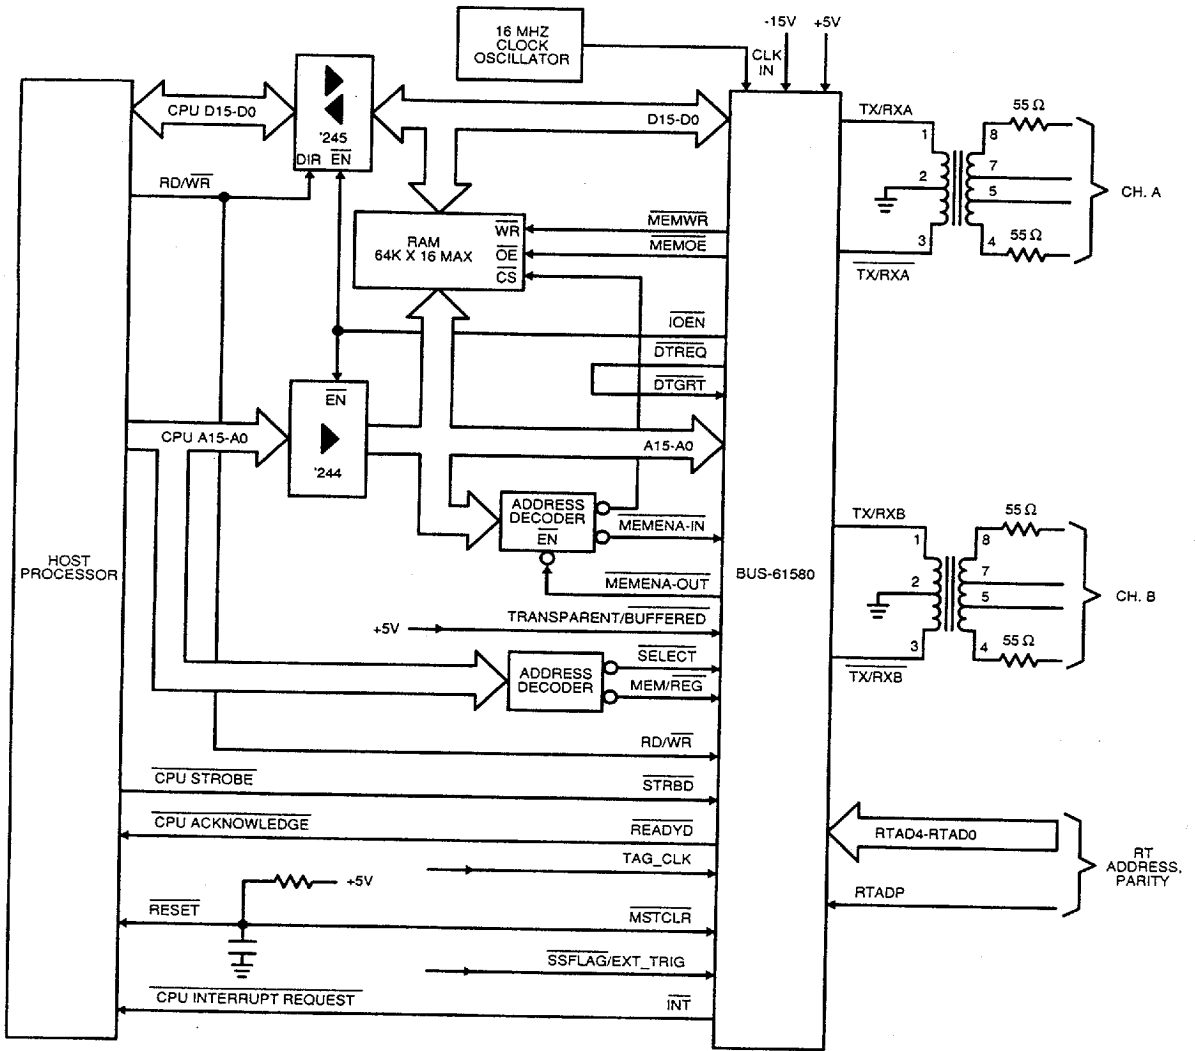 16 MHZ
CLOCK
OSCILLATOR
-15V
+5V
CLK
IN
CPU D15-D0
'245
DIR
EN
D15-D0
TX/RXA
1
2
3
8
7
5
4
55 Ω
55 Ω
CH. A
TX/RXA
RD/WR
RAM
64K X 16 MAX
WR
OE
CS
MEMWR
MEMOE
IOEN
DTREQ
DTGRT
EN
'244
CPU A15-A0
A15-A0
ADDRESS
DECODER
EN
MEMENA-IN
MEMENA-OUT
HOST
PROCESSOR
BUS-61580
TX/RXB
1
2
3
8
7
5
4
55 Ω
55 Ω
CH. B
TX/RXB
+5V
TRANSPARENT/BUFFERED
ADDRESS
DECODER
SELECT
MEM/REG
RD/WR
CPU STROBE
STRBD
CPU ACKNOWLEDGE
READYD
TAG_CLK
+5V
RESET
MSTCLR
SSFLAG/EXT_TRIG
CPU INTERRUPT REQUEST
INT
RTAD4-RTAD0
RTADP
RT
ADDRESS,
PARITY